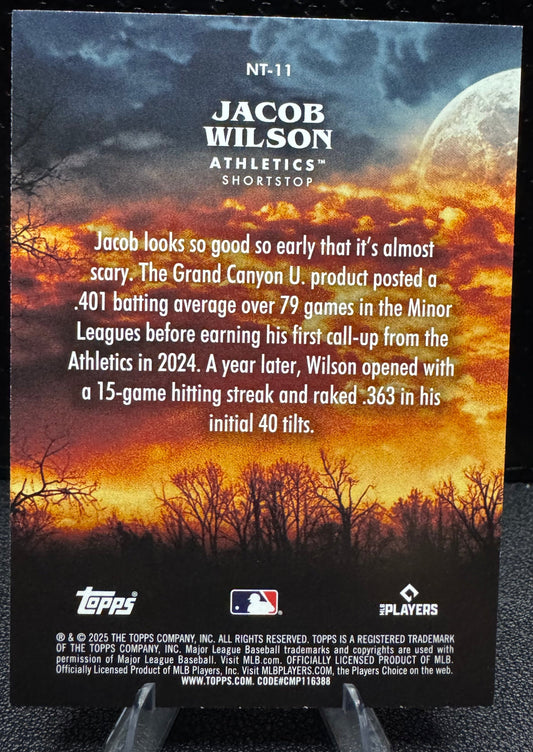 NT-11
JACOB
WILSON
ATHLETICS™
SHORTSTOP
Jacob looks so good so early that it's almost
scary. The Grand Canyon U. product posted a
.401 batting average over 79 games in the Minor
Leagues before earning his first call-up from the
Athletics in 2024. A year later, Wilson opened with
a 15-game hitting streak and raked .363 in his
initial 40 tilts.
TOPPS®
MLB PLAYERS
® & © 2025 THE TOPPS COMPANY, INC. ALL RIGHTS RESERVED. TOPPS IS A REGISTERED TRADEMARK
OF THE TOPPS COMPANY, INC. Major League Baseball trademarks and copyrights are used with
permission of Major League Baseball. Visit MLB.com. OFFICIALLY LICENSED PRODUCT OF MLB.
Officially Licensed Product of MLB Players, Inc. Visit MLBPLAYERS.com, the Players Choice on the web.
WWW.TOPPS.COM. CODE#CMP116388